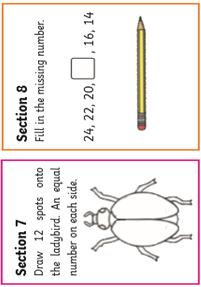 Section 7
Draw 12 spots onto
the ladybird. An equal
number on each side.
Section 8
Fill in the missing number.
24, 22, 20, , 16, 14